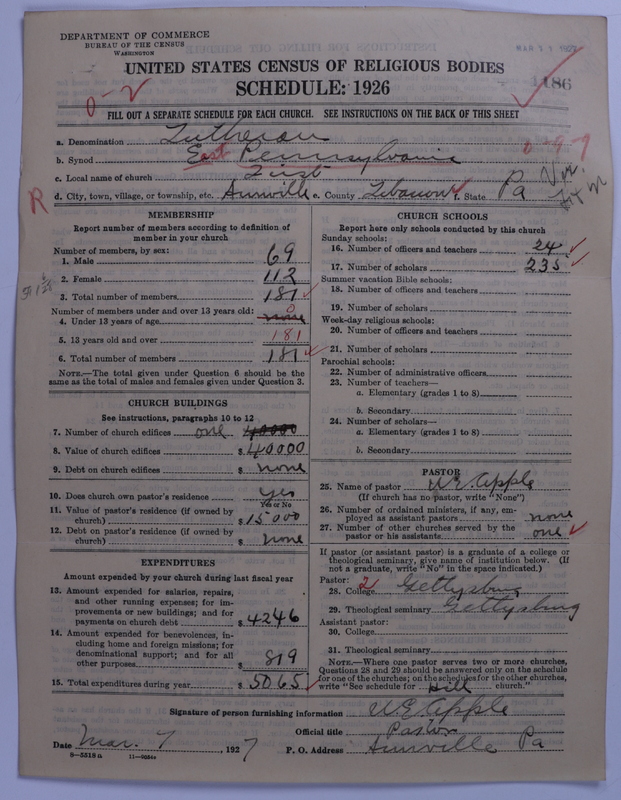 DEPARTMENT OF COMMERCE
BUREAU OF THE CENSUS
WASHINGTON
UNITED STATES CENSUS OF RELIGIOUS BODIES
SCHEDULE: 1926
1186
0-2
FILL OUT A SEPARATE SCHEDULE FOR EACH CHURCH. SEE INSTRUCTIONS ON THE BACK OF THIS SHEET
a. Denomination Lutheran
b. Synod East Pennsylvania
c. Local name of church First
d. City, town, village, or township, etc. Annville e. County Lebanon f. State Pa
R
MEMBERSHIP
Report number of members according to definition of member in your church
Number of members, by sex:
1. Male 69
2. Female 112
3. Total number of members 181
Number of members under and over 13 years old:
4. Under 13 years of age none 0
5. 13 years old and over 181
6. Total number of members 181
NOTE.—The total given under Question 6 should be the same as the total of males and females given under Question 3.
CHURCH BUILDINGS
See instructions, paragraphs 10 to 12
7. Number of church edifices one 40000
8. Value of church edifices $ 40000
9. Debt on church edifices $ none
10. Does church own pastor's residence yes
Yes or No
11. Value of pastor's residence (if owned by church) $ 15000
12. Debt on pastor's residence (if owned by church) $ none
EXPENDITURES
Amount expended by your church during last fiscal year
13. Amount expended for salaries, repairs, and other running expenses; for improvements or new buildings; and for payments on church debt $ 4246
14. Amount expended for benevolences, including home and foreign missions; for denominational support; and for all other purposes $ 819
15. Total expenditures during year $ 5065
CHURCH SCHOOLS
Report here only schools conducted by this church
Sunday schools:
16. Number of officers and teachers 24
17. Number of scholars 235
Summer vacation Bible schools:
18. Number of officers and teachers
19. Number of scholars
Week-day religious schools:
20. Number of officers and teachers
21. Number of scholars
Parochial schools:
22. Number of administrative officers
23. Number of teachers—
a. Elementary (grades 1 to 8)
b. Secondary
24. Number of scholars—
a. Elementary (grades 1 to 8)
b. Secondary
PASTOR
25. Name of pastor U E Apple
(If church has no pastor, write "None")
26. Number of ordained ministers, if any, employed as assistant pastors none
27. Number of other churches served by the pastor or his assistants one
If pastor (or assistant pastor) is a graduate of a college or theological seminary, give name of institution below. (If not a graduate, write "No" in the space indicated.)
Pastor: 2
28. College Gettysburg
29. Theological seminary Gettysburg
Assistant pastor:
30. College
31. Theological seminary
NOTE.—Where one pastor serves two or more churches, Questions 28 and 29 should be answered only on the schedule for one of the churches; on the schedules for the other churches, write "See schedule for Hill church."
Signature of person furnishing information U E Apple
Official title Pastor
Date Mar. 7 1927
P. O. Address Annville Pa
8—5518 a